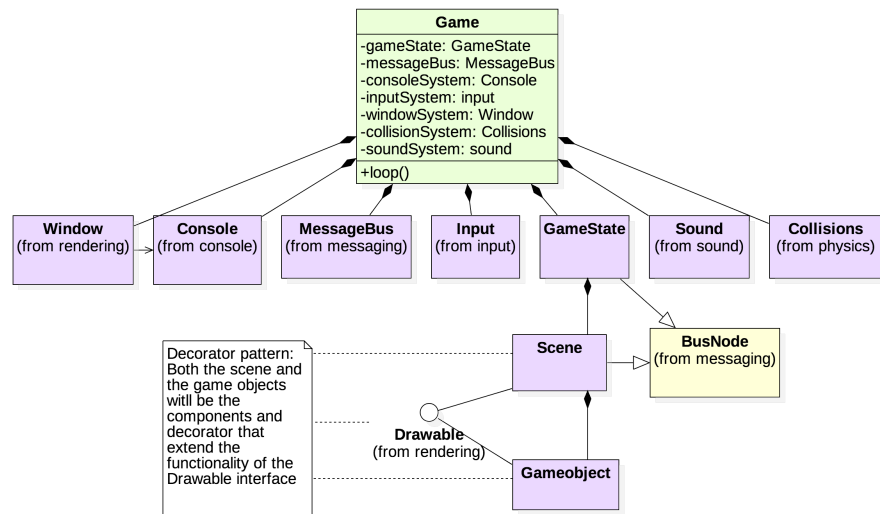 Game
-gameState: GameState
-messageBus: MessageBus
-consoleSystem: Console
-inputSystem: input
-windowSystem: Window
-collisionSystem: Collisions
-soundSystem: sound
+loop()
Window
(from rendering)
Console
(from console)
MessageBus
(from messaging)
Input
(from input)
GameState
Sound
(from sound)
Collisions
(from physics)
Scene
BusNode
(from messaging)
Decorator pattern:
Both the scene and
the game objects
witll be the
components and
decorator that
extend the
functionality of the
Drawable interface
Drawable
(from rendering)
Gameobject